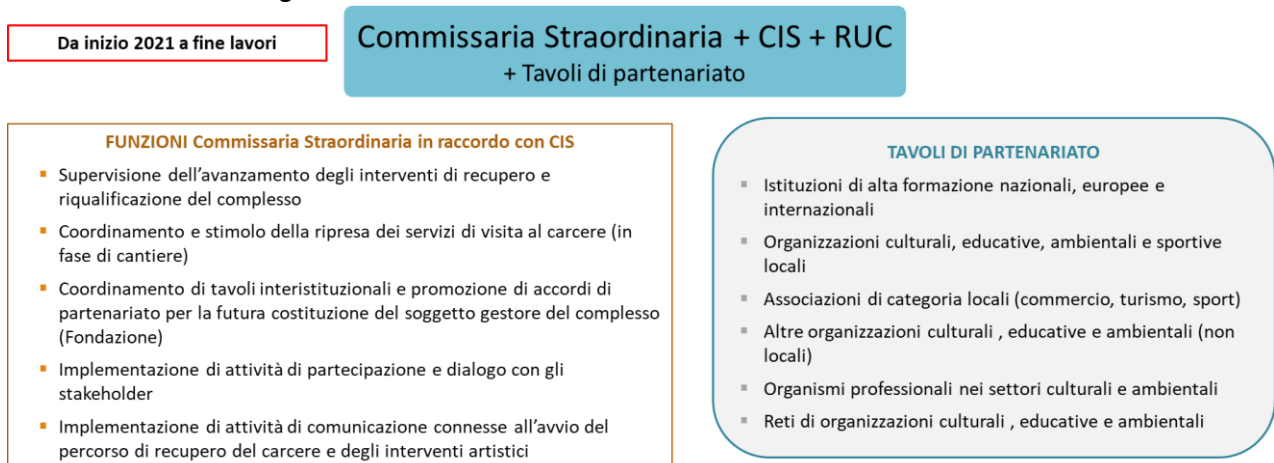 Da inizio 2021 a fine lavori
Commissaria Straordinaria + CIS + RUC
+ Tavoli di partenariato
FUNZIONI Commissaria Straordinaria in raccordo con CIS
▪ Supervisione dell’avanzamento degli interventi di recupero e
riqualificazione del complesso
▪ Coordinamento e stimolo della ripresa dei servizi di visita al carcere (in
fase di cantiere)
▪ Coordinamento di tavoli interistituzionali e promozione di accordi di
partenariato per la futura costituzione del soggetto gestore del complesso
(Fondazione)
▪ Implementazione di attività di partecipazione e dialogo con gli
stakeholder
▪ Implementazione di attività di comunicazione connesse all’avvio del
percorso di recupero del carcere e degli interventi artistici
TAVOLI DI PARTENARIATO
▪ Istituzioni di alta formazione nazionali, europee e
internazionali
▪ Organizzazioni culturali, educative, ambientali e sportive
locali
▪ Associazioni di categoria locali (commercio, turismo, sport)
▪ Altre organizzazioni culturali , educative e ambientali (non
locali)
▪ Organismi professionali nei settori culturali e ambientali
▪ Reti di organizzazioni culturali , educative e ambientali